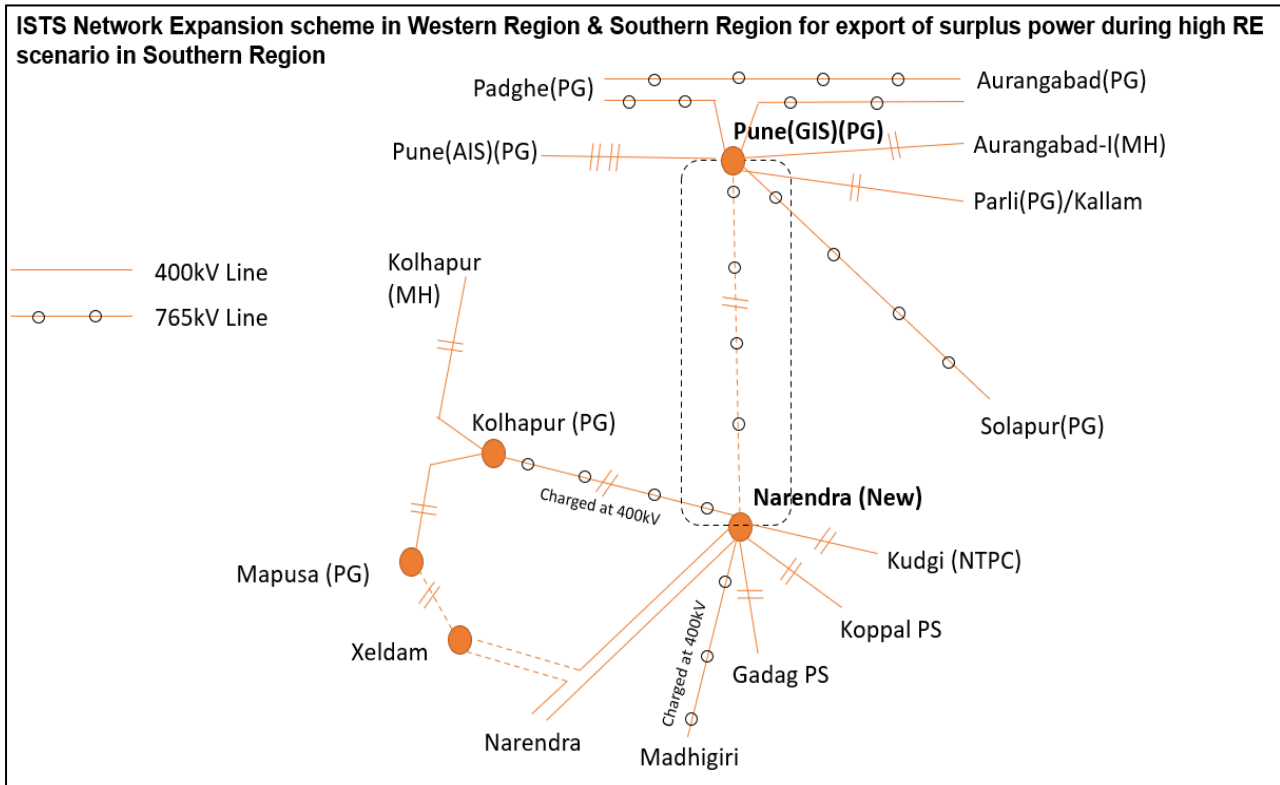 ISTS Network Expansion scheme in Western Region & Southern Region for export of surplus power during high RE
scenario in Southern Region
Padghe(PG)
Aurangabad(PG)
Pune(GIS)(PG)
Pune(AIS)(PG)
Aurangabad-I(MH)
Parli(PG)/Kallam
Kolhapur
(MH)
400kV Line
765kV Line
Kolhapur (PG)
Solapur(PG)
Charged at 400kV
Narendra (New)
Kudgi (NTPC)
Mapusa (PG)
Koppal PS
Xeldam
Charged at 400kV
Gadag PS
Narendra
Madhigiri